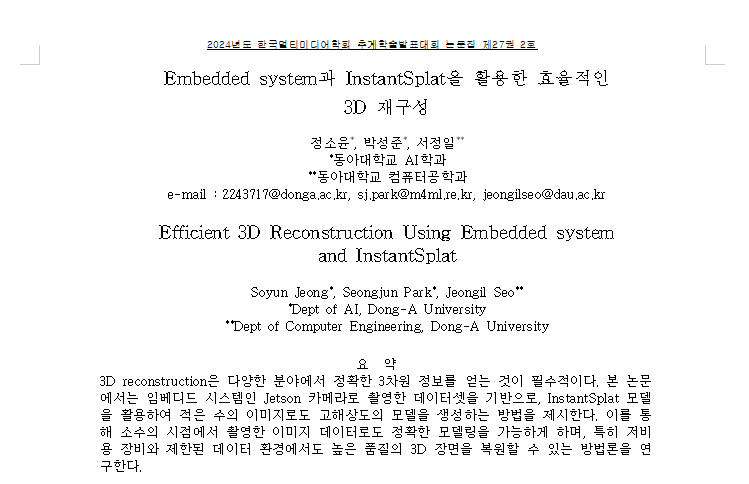 2024년도 한국멀티미디어학회 추계학술발표대회 논문집 제27권 2호
Embedded system과 InstantSplat을 활용한 효율적인
3D 재구성
정소윤*, 박성준*, 서정일**
*동아대학교 AI학과
**동아대학교 컴퓨터공학과
e-mail : 2243717@donga.ac.kr, sj.park@m4ml.re.kr, jeongilseo@dau.ac.kr
Efficient 3D Reconstruction Using Embedded system
and InstantSplat
Soyun Jeong*, Seongjun Park*, Jeongil Seo**
*Dept of AI, Dong-A University
**Dept of Computer Engineering, Dong-A University
요 약
3D reconstruction은 다양한 분야에서 정확한 3차원 정보를 얻는 것이 필수적이다. 본 논문
에서는 임베디드 시스템인 Jetson 카메라로 촬영한 데이터셋을 기반으로, InstantSplat 모델
을 활용하여 적은 수의 이미지로도 고해상도의 모델을 생성하는 방법을 제시한다. 이를 통
해 소수의 시점에서 촬영한 이미지 데이터로도 정확한 모델링을 가능하게 하며, 특히 저비
용 장비와 제한된 데이터 환경에서도 높은 품질의 3D 장면을 복원할 수 있는 방법론을 연
구한다.